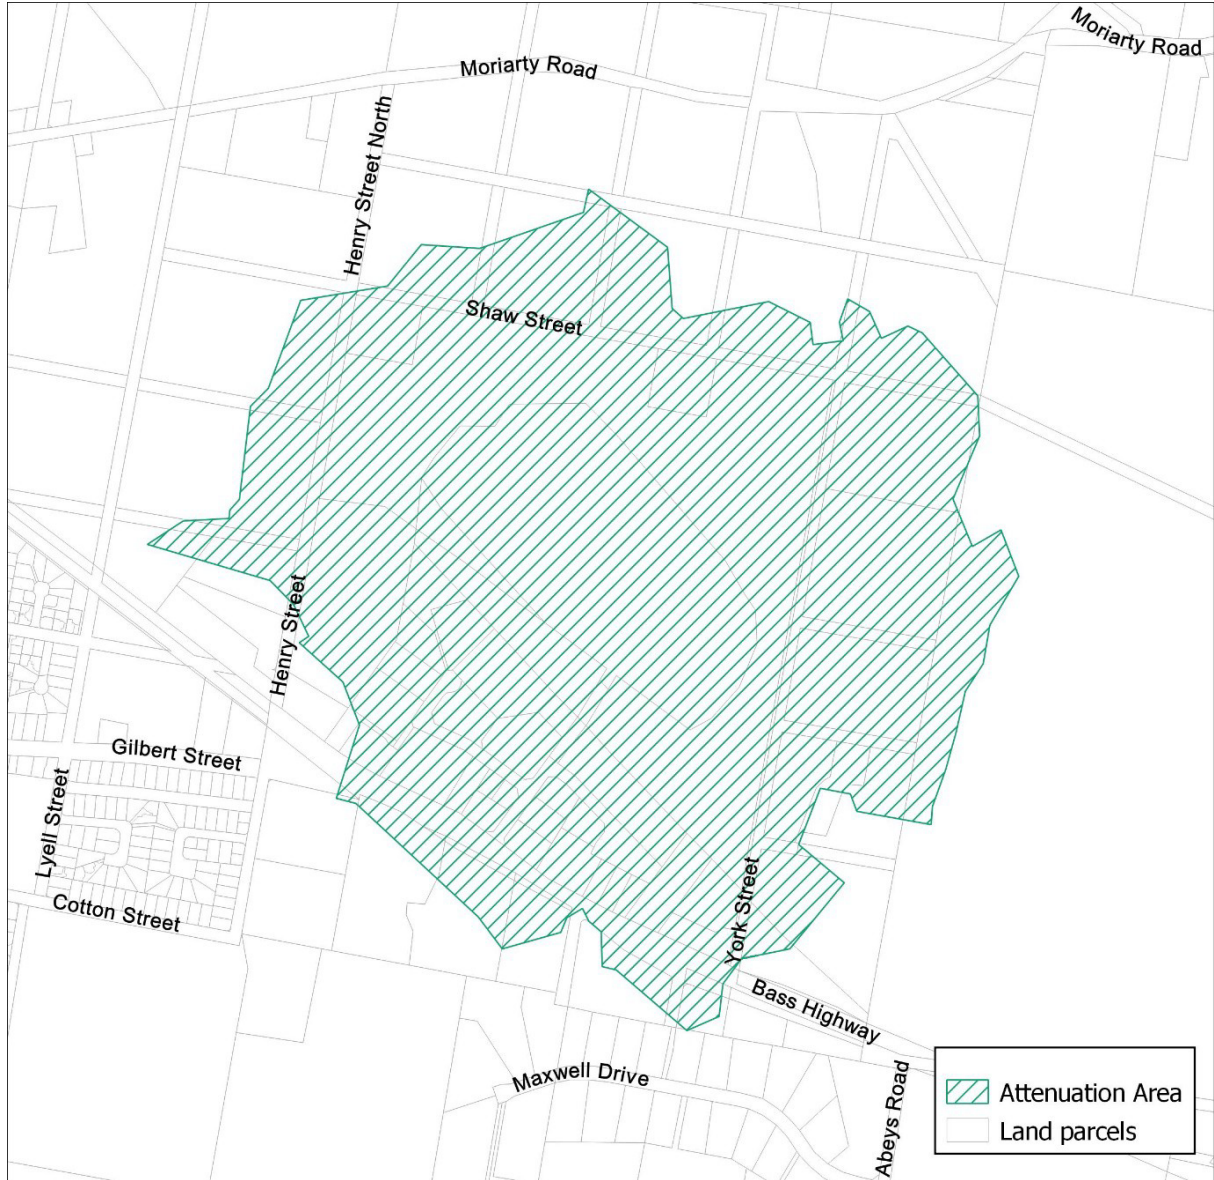 Moriarty Road
Moriarty Road
Henry Street North
Shaw Street
Henry Street
Gilbert Street
Lyell Street
Cotton Street
York Street
Bass Highway
Maxwell Drive
Abeys Road
Attenuation Area
Land parcels